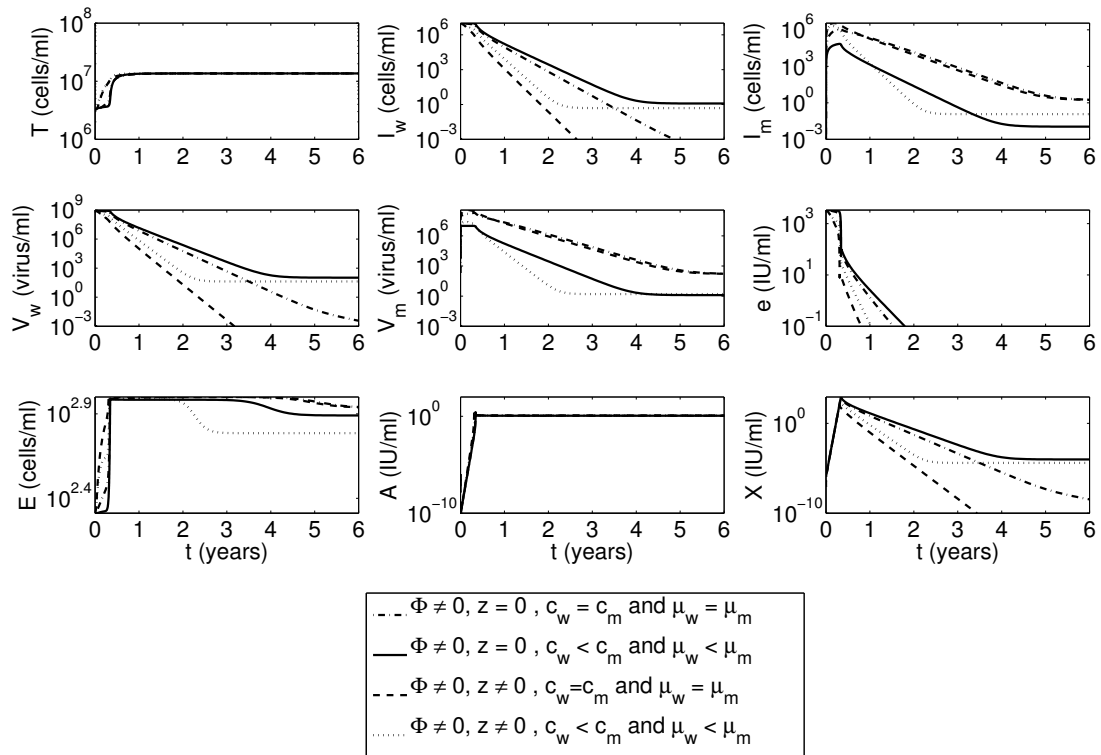 T (cells/ml)
10^8
10^7
10^6
0 1 2 3 4 5 6
I_w (cells/ml)
10^6
10^3
10^0
10^-3
0 1 2 3 4 5 6
I_m (cells/ml)
10^6
10^3
10^0
10^-3
0 1 2 3 4 5 6
V_w (virus/ml)
10^9
10^6
10^3
10^0
10^-3
0 1 2 3 4 5 6
V_m (virus/ml)
10^6
10^3
10^0
10^-3
0 1 2 3 4 5 6
e (IU/ml)
10^3
10^1
10^-1
0 1 2 3 4 5 6
E (cells/ml)
10^2.9
10^2.4
0 1 2 3 4 5 6
t (years)
A (IU/ml)
10^0
10^-10
0 1 2 3 4 5 6
t (years)
X (IU/ml)
10^0
10^-10
0 1 2 3 4 5 6
t (years)
Φ ≠ 0, z = 0 , c_w = c_m and μ_w = μ_m
Φ ≠ 0, z = 0 , c_w < c_m and μ_w < μ_m
Φ ≠ 0, z ≠ 0 , c_w=c_m and μ_w = μ_m
Φ ≠ 0, z ≠ 0 , c_w < c_m and μ_w < μ_m